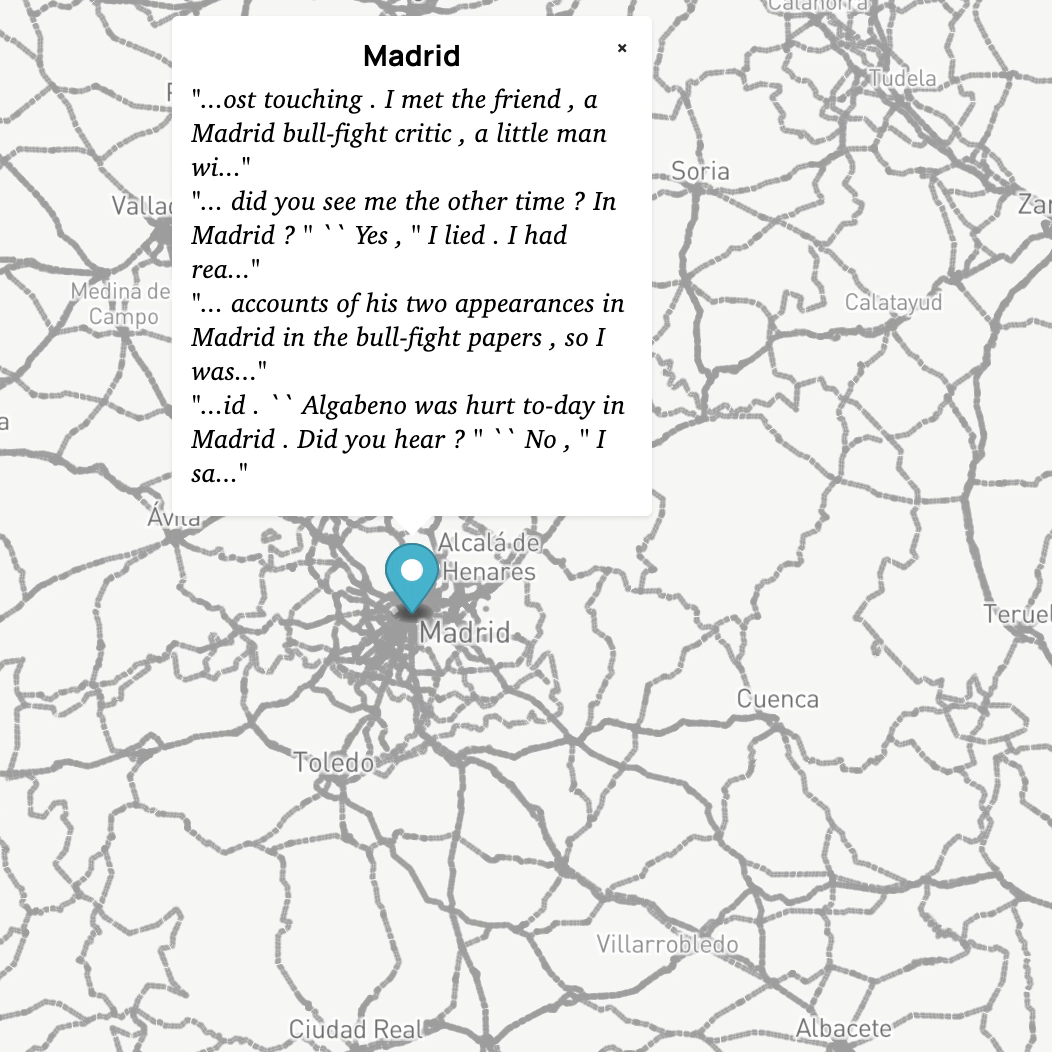 Calahorra
Madrid
×
"...ost touching . I met the friend , a
Madrid bull-fight critic , a little man
wi..."
"... did you see me the other time ? In
Madrid ? " `` Yes , " I lied . I had
rea..."
"... accounts of his two appearances in
Madrid in the bull-fight papers , so I
was..."
"...id . `` Algabeno was hurt to-day in
Madrid . Did you hear ? " `` No , " I
sa..."
Tudela
Soria
Vallad
Zar
Medina de
Campo
Calatayud
a
Ávila
Alcalá de
Henares
Madrid
Teruel
Cuenca
Toledo
Villarrobledo
Ciudad Real
Albacete